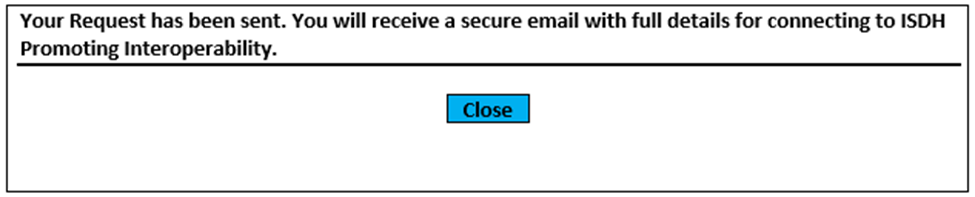 Your Request has been sent. You will receive a secure email with full details for connecting to ISDH
Promoting Interoperability.
Close